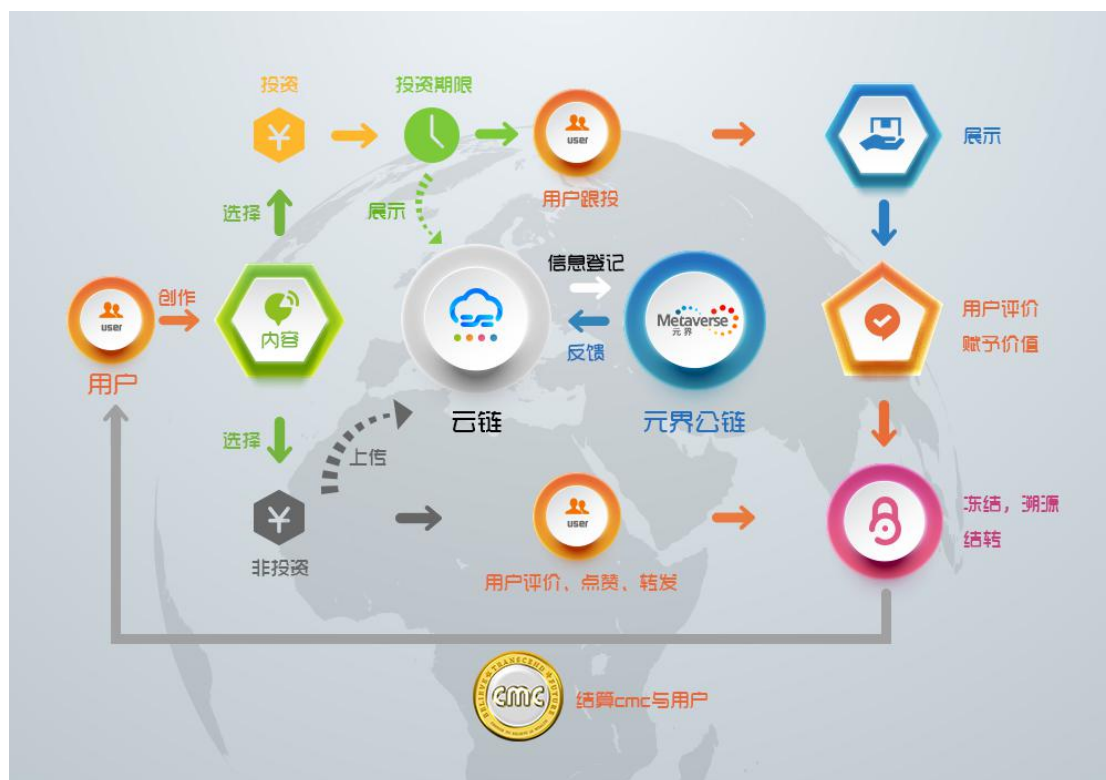 投资
投资期限
user
用户跟投
展示
选择
展示
信息登记
创作
user
用户
内容
Metaverse
元界
反馈
用户评价
赋予价值
云链
元界公链
选择
上传
user
非投资
用户评价、点赞、转发
冻结，溯源
结转
BELIEVE ★ TRANSCEND ★ FUTURE
cmc
结算cmc与用户